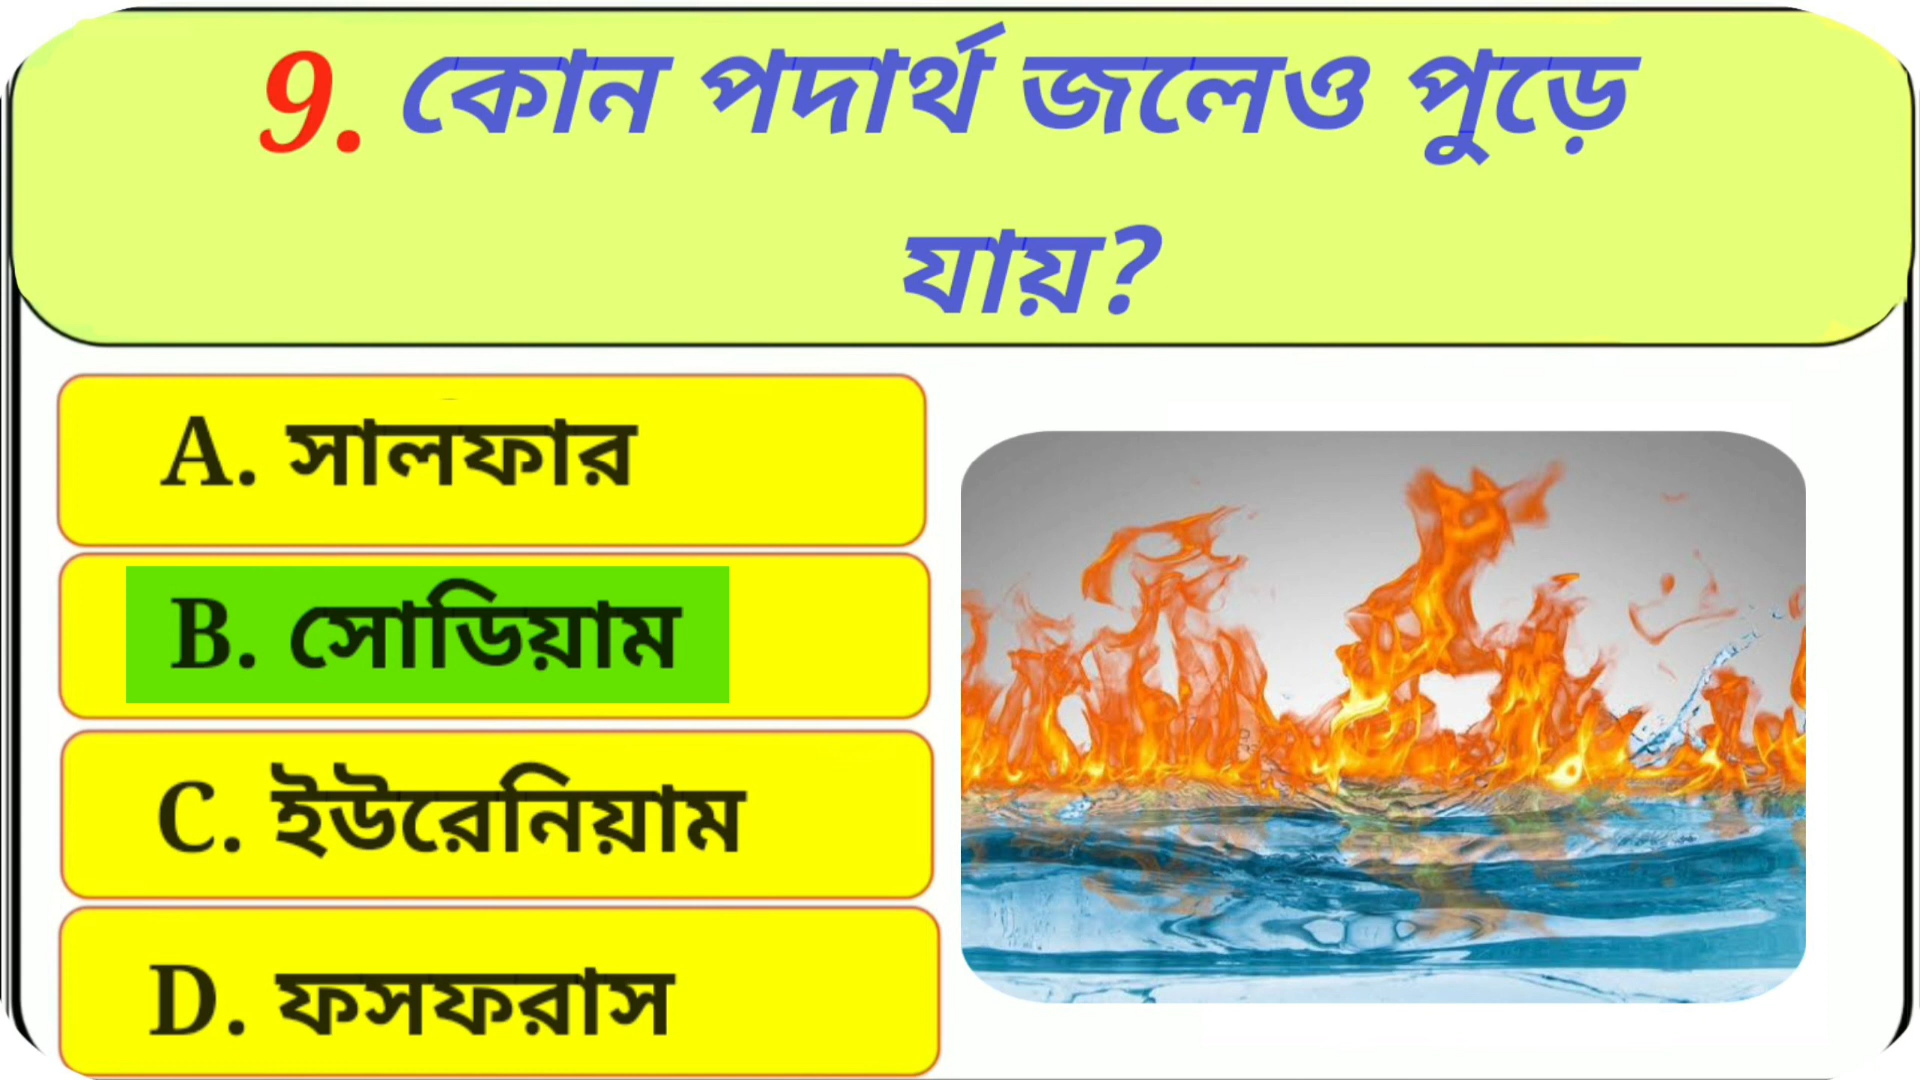 9. কোন পদার্থ জলেও পুড়ে
যায়?
A. সালফার
B. সোডিয়াম
C. ইউরেনিয়াম
D. ফসফরাস